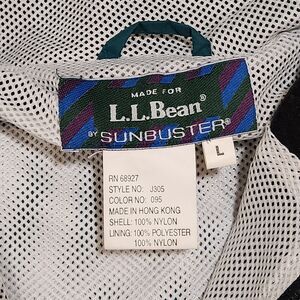 MADE FOR
L.L.Bean®
BY SUNBUSTER®
L
RN 68927
STYLE NO: J305
COLOR NO: 095
MADE IN HONG KONG
SHELL: 100% NYLON
LINING: 100% POLYESTER
100% NYLON